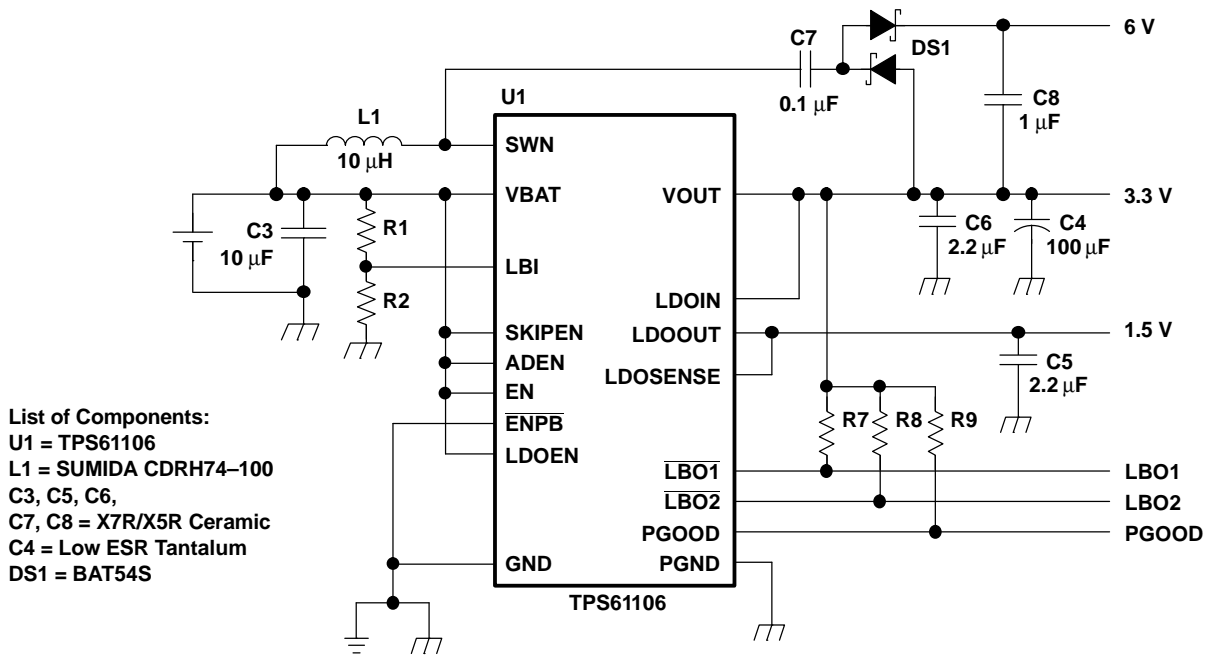 6 V
C7
DS1
0.1 μF
C8
1 μF
U1
L1
10 μH
SWN
VBAT
VOUT
3.3 V
C3
10 μF
R1
C6
2.2 μF
C4
100 μF
LBI
R2
LDOIN
SKIPEN
LDOOUT
1.5 V
ADEN
LDOSENSE
C5
2.2 μF
EN
ENPB
R7
R8
R9
LDOEN
LBO1
LBO1
LBO2
LBO2
PGOOD
PGOOD
GND
PGND
TPS61106
List of Components:
U1 = TPS61106
L1 = SUMIDA CDRH74–100
C3, C5, C6,
C7, C8 = X7R/X5R Ceramic
C4 = Low ESR Tantalum
DS1 = BAT54S